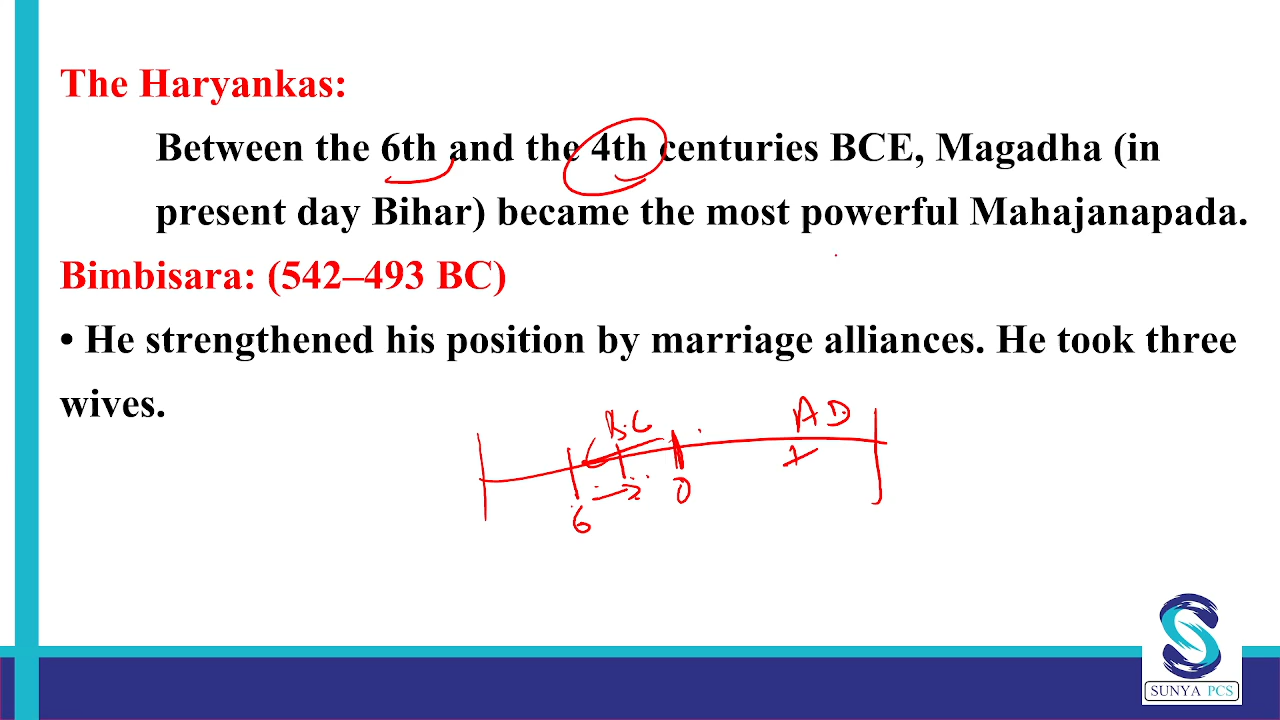 The Haryankas:
Between the 6th and the 4th centuries BCE, Magadha (in
present day Bihar) became the most powerful Mahajanapada.
Bimbisara: (542–493 BC)
• He strengthened his position by marriage alliances. He took three
wives.
BC AD
6 0
SUNYA PCS